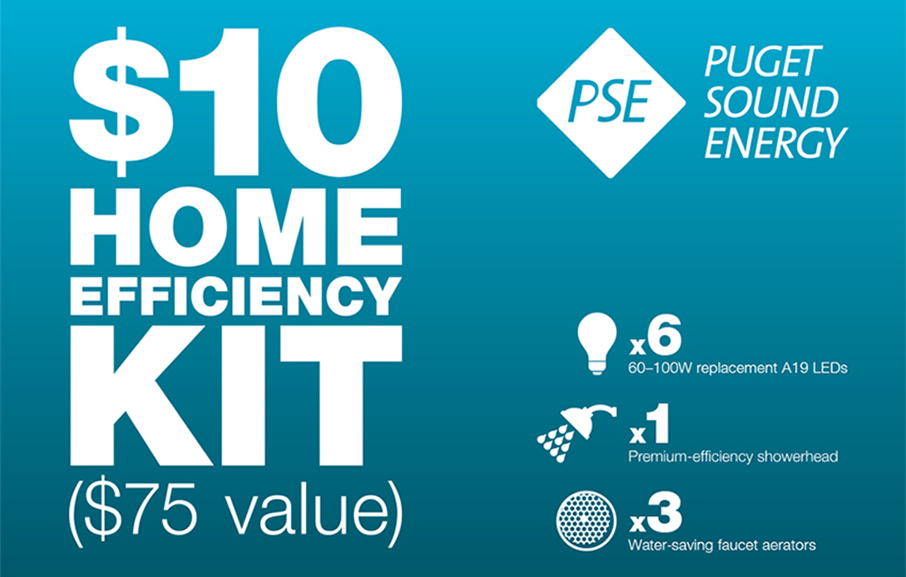 $10
HOME
EFFICIENCY
KIT
($75 value)
PSE
PUGET
SOUND
ENERGY
x6
60–100W replacement A19 LEDs
x1
Premium-efficiency showerhead
x3
Water-saving faucet aerators